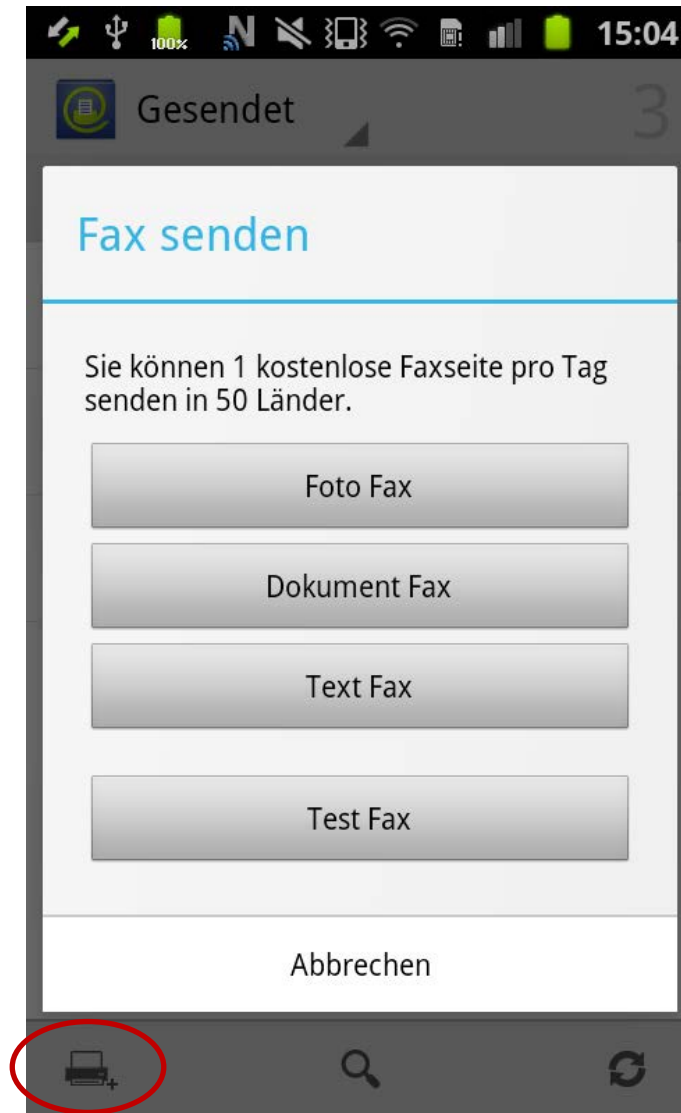 100% 15:04
Gesendet 3
Fax senden
Sie können 1 kostenlose Faxseite pro Tag
senden in 50 Länder.
Foto Fax
Dokument Fax
Text Fax
Test Fax
Abbrechen